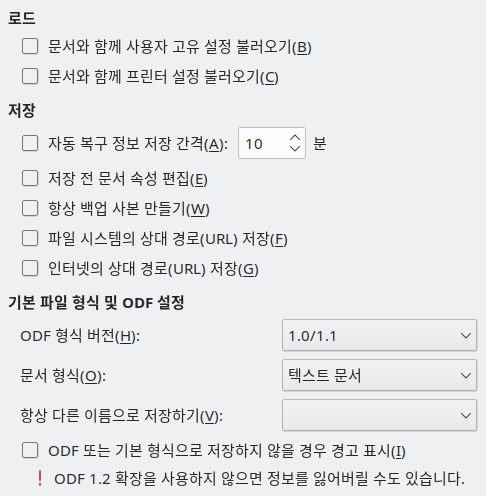 로드
문서와 함께 사용자 고유 설정 불러오기(B)
문서와 함께 프린터 설정 불러오기(C)
저장
자동 복구 정보 저장 간격(A): 10 분
저장 전 문서 속성 편집(E)
항상 백업 사본 만들기(W)
파일 시스템의 상대 경로(URL) 저장(F)
인터넷의 상대 경로(URL) 저장(G)
기본 파일 형식 및 ODF 설정
ODF 형식 버전(H): 1.0/1.1
문서 형식(O): 텍스트 문서
항상 다른 이름으로 저장하기(V):
ODF 또는 기본 형식으로 저장하지 않을 경우 경고 표시(I)
! ODF 1.2 확장을 사용하지 않으면 정보를 잃어버릴 수도 있습니다.